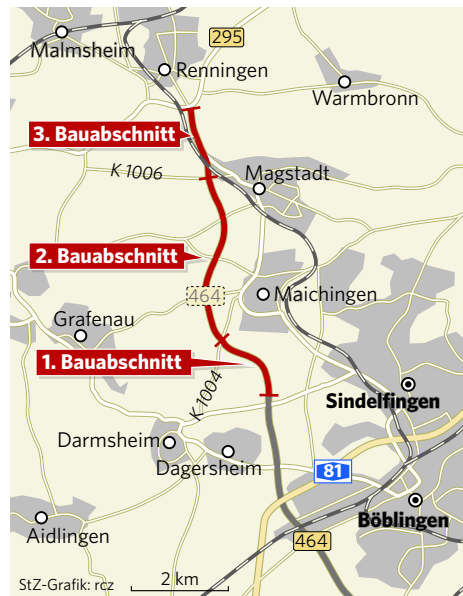 295
Malmsheim
Renningen
Warmbronn
3. Bauabschnitt
K 1006
Magstadt
2. Bauabschnitt
464
Maichingen
Grafenau
1. Bauabschnitt
K 1004
Sindelfingen
Darmsheim
Dagersheim
81
Böblingen
Aidlingen
464
StZ-Grafik: rcz
2 km